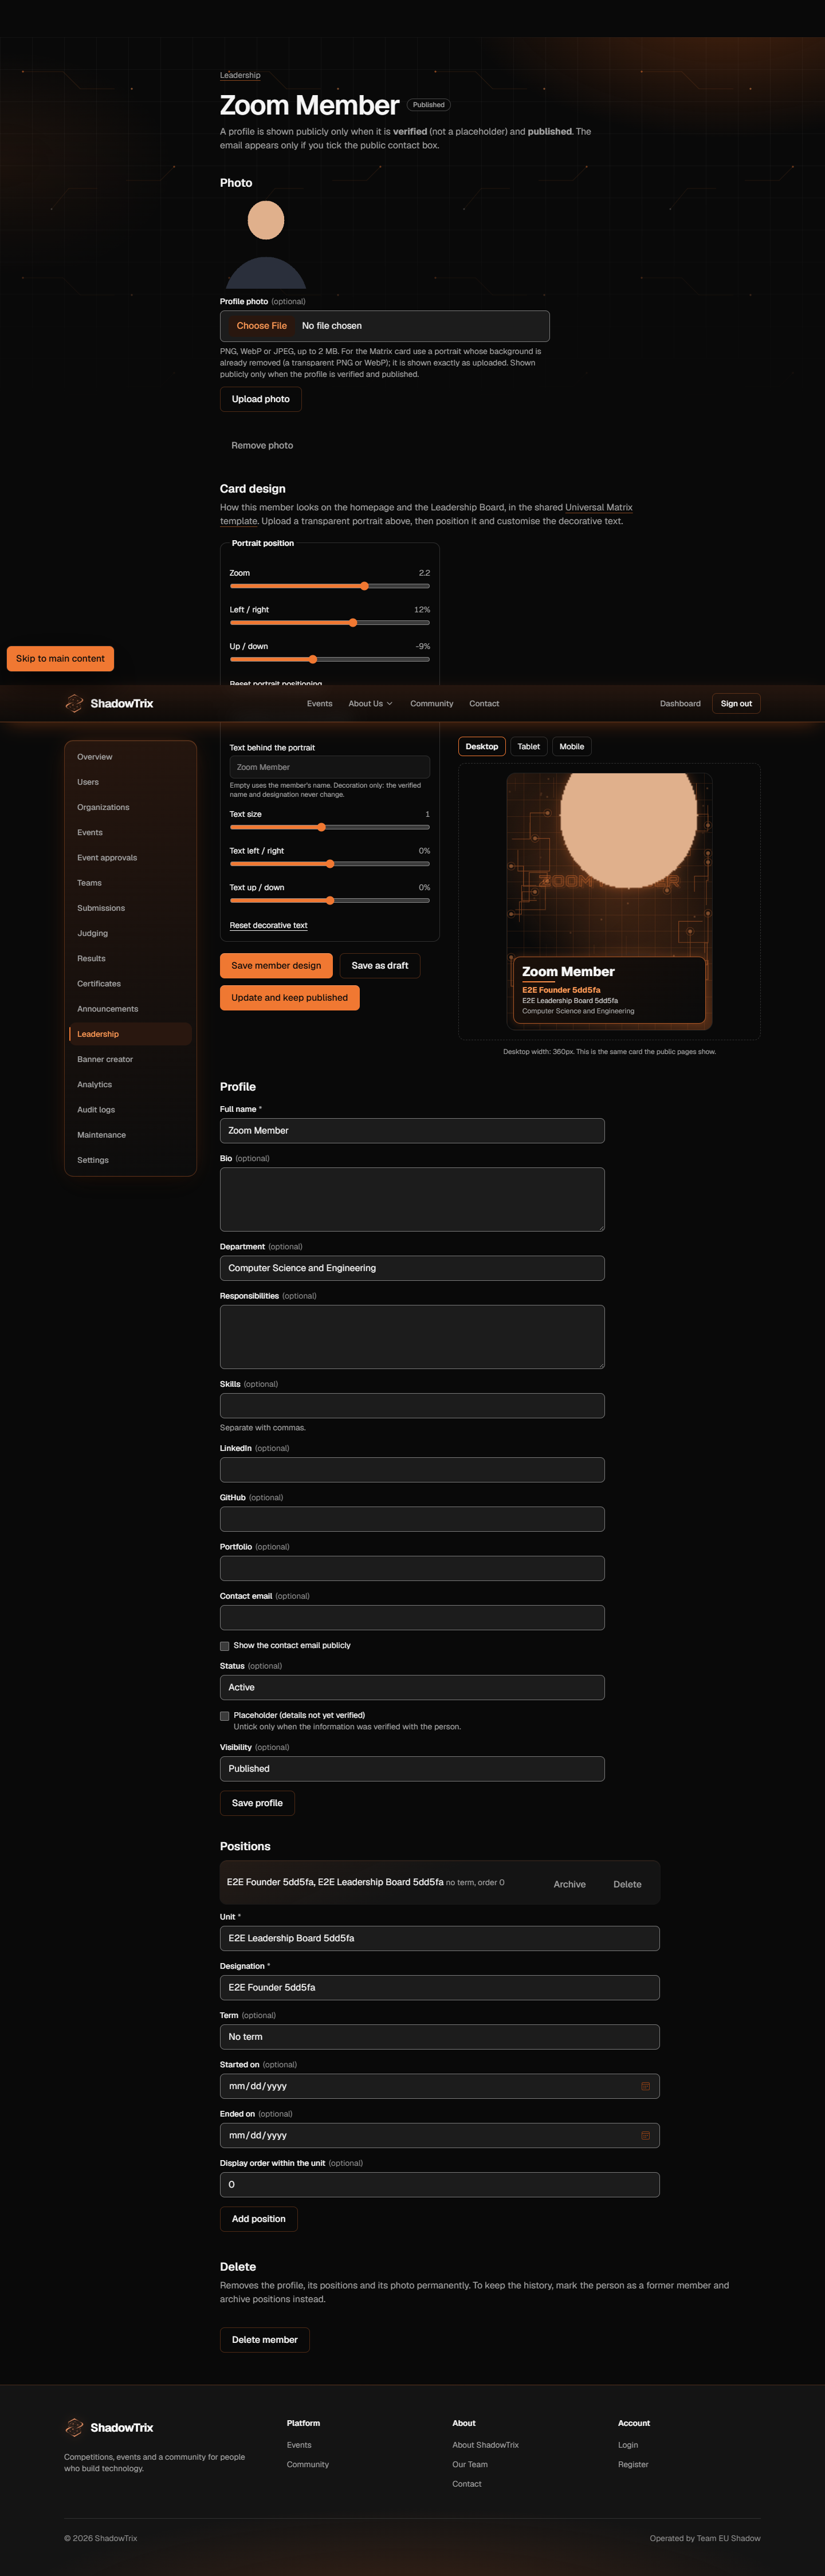 Leadership
Zoom Member Published
A profile is shown publicly only when it is verified (not a placeholder) and published. The
email appears only if you tick the public contact box.
Photo
Profile photo (optional)
Choose File No file chosen
PNG, WebP or JPEG, up to 2 MB. For the Matrix card use a portrait whose background is
already removed (a transparent PNG or WebP); it is shown exactly as uploaded. Shown
publicly only when the profile is verified and published.
Upload photo
Remove photo
Card design
How this member looks on the homepage and the Leadership Board, in the shared Universal Matrix
template. Upload a transparent portrait above, then position it and customise the decorative text.
Portrait position
Zoom 2.2
Left / right 12%
Up / down -9%
Reset portrait positioning
Skip to main content
ShadowTrix
Events
About Us
Community
Contact
Dashboard
Sign out
Overview
Users
Organizations
Events
Event approvals
Teams
Submissions
Judging
Results
Certificates
Announcements
Leadership
Banner creator
Analytics
Audit logs
Maintenance
Settings
Text behind the portrait
Zoom Member
Empty uses the member's name. Decoration only: the verified
name and designation never change.
Text size 1
Text left / right 0%
Text up / down 0%
Reset decorative text
Save member design
Save as draft
Update and keep published
Desktop
Tablet
Mobile
Zoom Member
E2E Founder 5dd5fa
E2E Leadership Board 5dd5fa
Computer Science and Engineering
Desktop width: 360px. This is the same card the public pages show.
Profile
Full name *
Zoom Member
Bio (optional)
Department (optional)
Computer Science and Engineering
Responsibilities (optional)
Skills (optional)
Separate with commas.
LinkedIn (optional)
GitHub (optional)
Portfolio (optional)
Contact email (optional)
Show the contact email publicly
Status (optional)
Active
Placeholder (details not yet verified)
Untick only when the information was verified with the person.
Visibility (optional)
Published
Save profile
Positions
E2E Founder 5dd5fa, E2E Leadership Board 5dd5fa no term, order 0
Archive
Delete
Unit *
E2E Leadership Board 5dd5fa
Designation *
E2E Founder 5dd5fa
Term (optional)
No term
Started on (optional)
mm/dd/yyyy
Ended on (optional)
mm/dd/yyyy
Display order within the unit (optional)
0
Add position
Delete
Removes the profile, its positions and its photo permanently. To keep the history, mark the person as a former member and
archive positions instead.
Delete member
ShadowTrix
Competitions, events and a community for people
who build technology.
Platform
Events
Community
About
About ShadowTrix
Our Team
Contact
Account
Login
Register
© 2026 ShadowTrix
Operated by Team EU Shadow